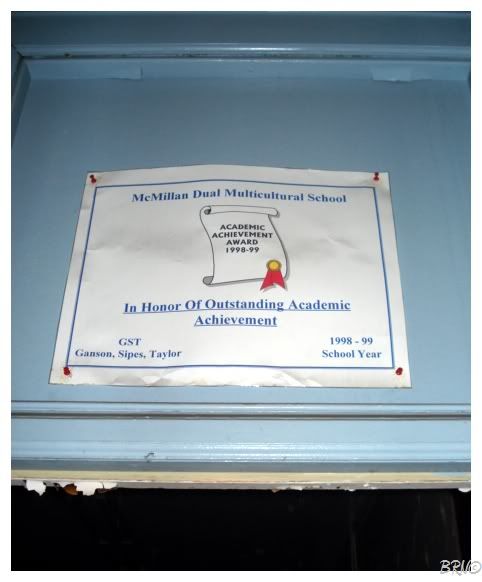 McMillan Dual Multicultural School
ACADEMIC
ACHIEVEMENT
AWARD
1998-99
In Honor Of Outstanding Academic
Achievement
GST
Ganson, Sipes, Taylor
1998 - 99
School Year
BRM©